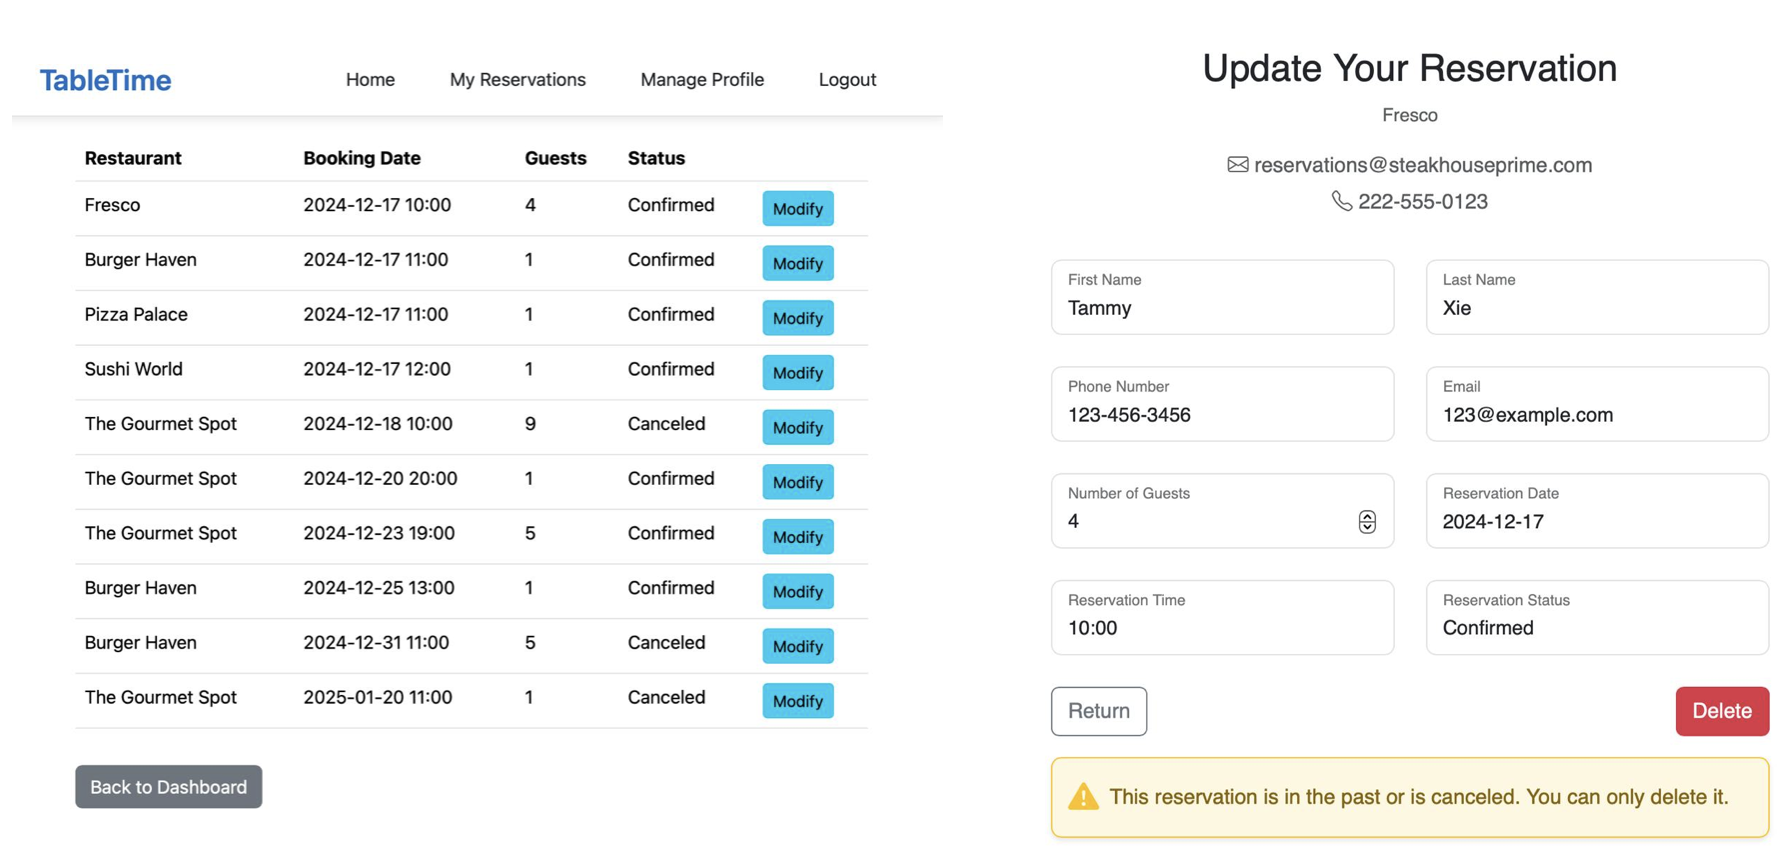 TableTime Home My Reservations Manage Profile Logout
Restaurant Booking Date Guests Status
Fresco 2024-12-17 10:00 4 Confirmed Modify
Burger Haven 2024-12-17 11:00 1 Confirmed Modify
Pizza Palace 2024-12-17 11:00 1 Confirmed Modify
Sushi World 2024-12-17 12:00 1 Confirmed Modify
The Gourmet Spot 2024-12-18 10:00 9 Canceled Modify
The Gourmet Spot 2024-12-20 20:00 1 Confirmed Modify
The Gourmet Spot 2024-12-23 19:00 5 Confirmed Modify
Burger Haven 2024-12-25 13:00 1 Confirmed Modify
Burger Haven 2024-12-31 11:00 5 Canceled Modify
The Gourmet Spot 2025-01-20 11:00 1 Canceled Modify
Back to Dashboard
Update Your Reservation
Fresco
reservations@steakhouseprime.com
222-555-0123
First Name Last Name
Tammy Xie
Phone Number Email
123-456-3456 123@example.com
Number of Guests Reservation Date
4 2024-12-17
Reservation Time Reservation Status
10:00 Confirmed
Return Delete
This reservation is in the past or is canceled. You can only delete it.